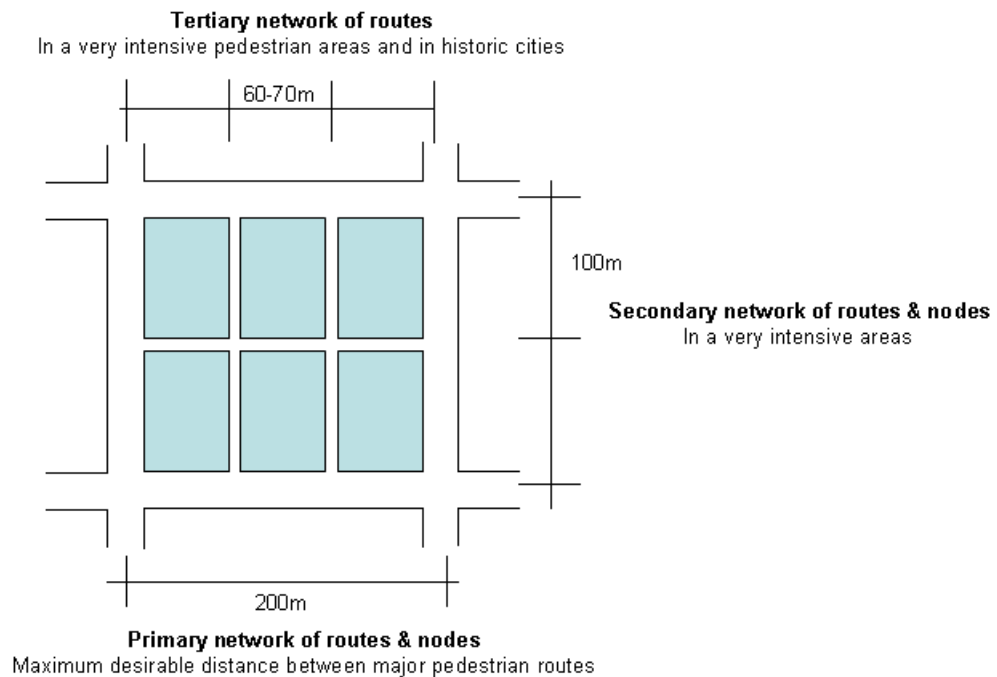 Tertiary network of routes
In a very intensive pedestrian areas and in historic cities
60-70m
100m
Secondary network of routes & nodes
In a very intensive areas
200m
Primary network of routes & nodes
Maximum desirable distance between major pedestrian routes